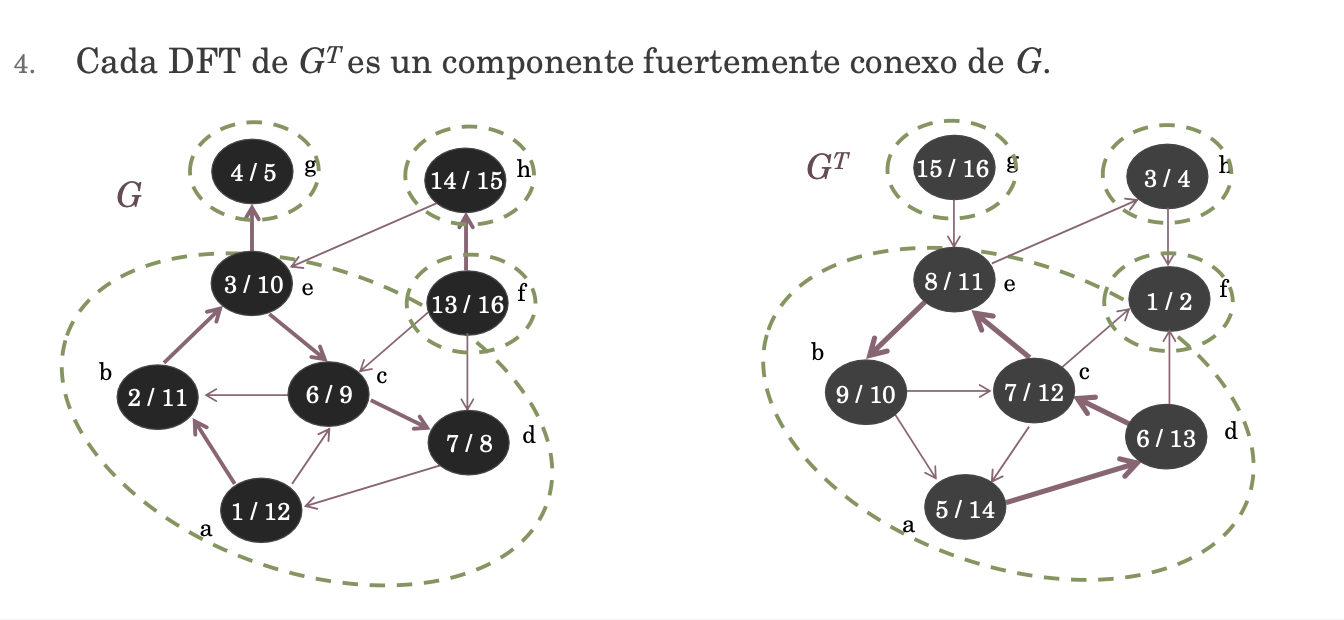 4. Cada DFT de Gᵀ es un componente fuertemente conexo de G.
G
4 / 5 g
14 / 15 h
3 / 10 e
13 / 16 f
b
2 / 11
6 / 9 c
7 / 8 d
1 / 12
a
Gᵀ
15 / 16 g
3 / 4 h
8 / 11 e
1 / 2 f
b
9 / 10
7 / 12 c
6 / 13 d
5 / 14
a